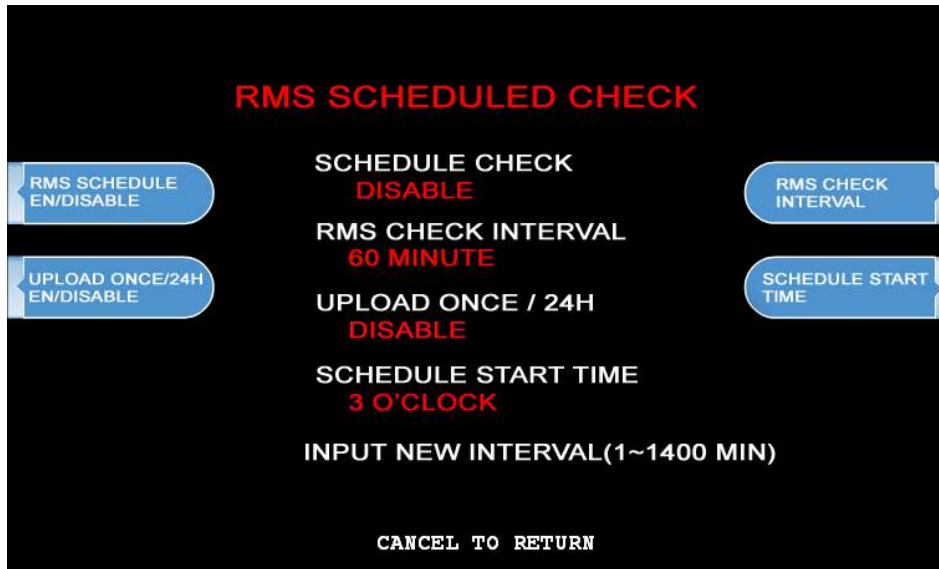 RMS SCHEDULED CHECK
RMS SCHEDULE
EN/DISABLE
UPLOAD ONCE/24H
EN/DISABLE
SCHEDULE CHECK
DISABLE
RMS CHECK INTERVAL
60 MINUTE
UPLOAD ONCE / 24H
DISABLE
SCHEDULE START TIME
3 O'CLOCK
INPUT NEW INTERVAL(1~1400 MIN)
RMS CHECK
INTERVAL
SCHEDULE START
TIME
CANCEL TO RETURN